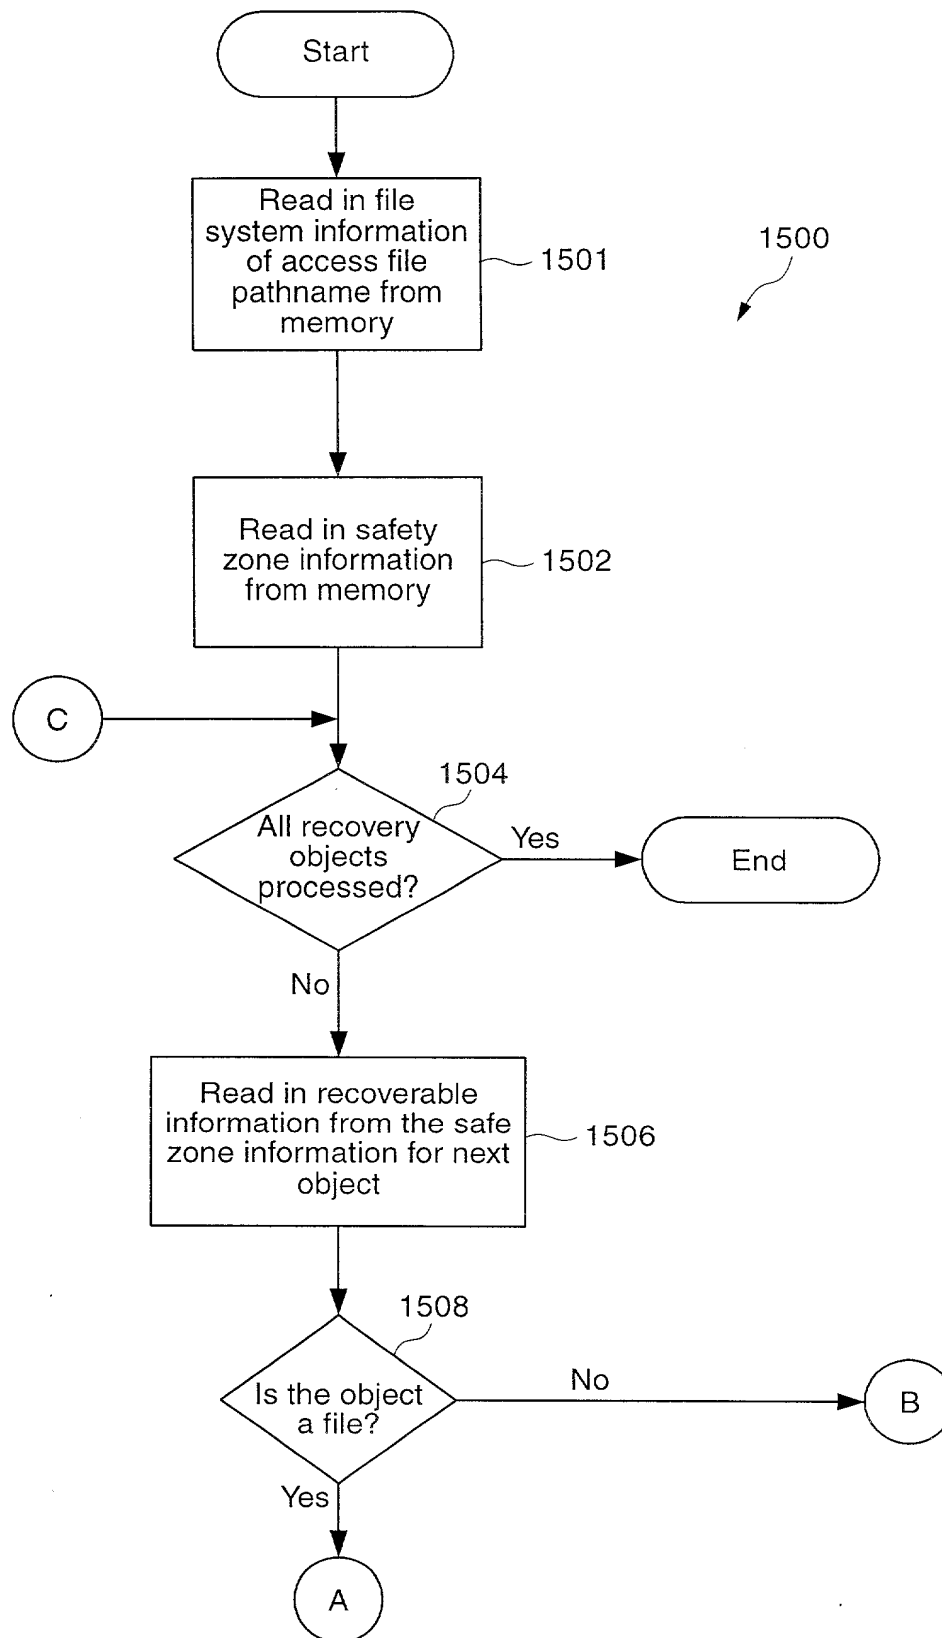 Start
Read in file
system information
of access file
pathname from
memory
1501
1500
Read in safety
zone information
from memory
1502
C
1504
All recovery
objects
processed?
Yes
End
No
Read in recoverable
information from the safe
zone information for next
object
1506
1508
Is the object
a file?
No
B
Yes
A